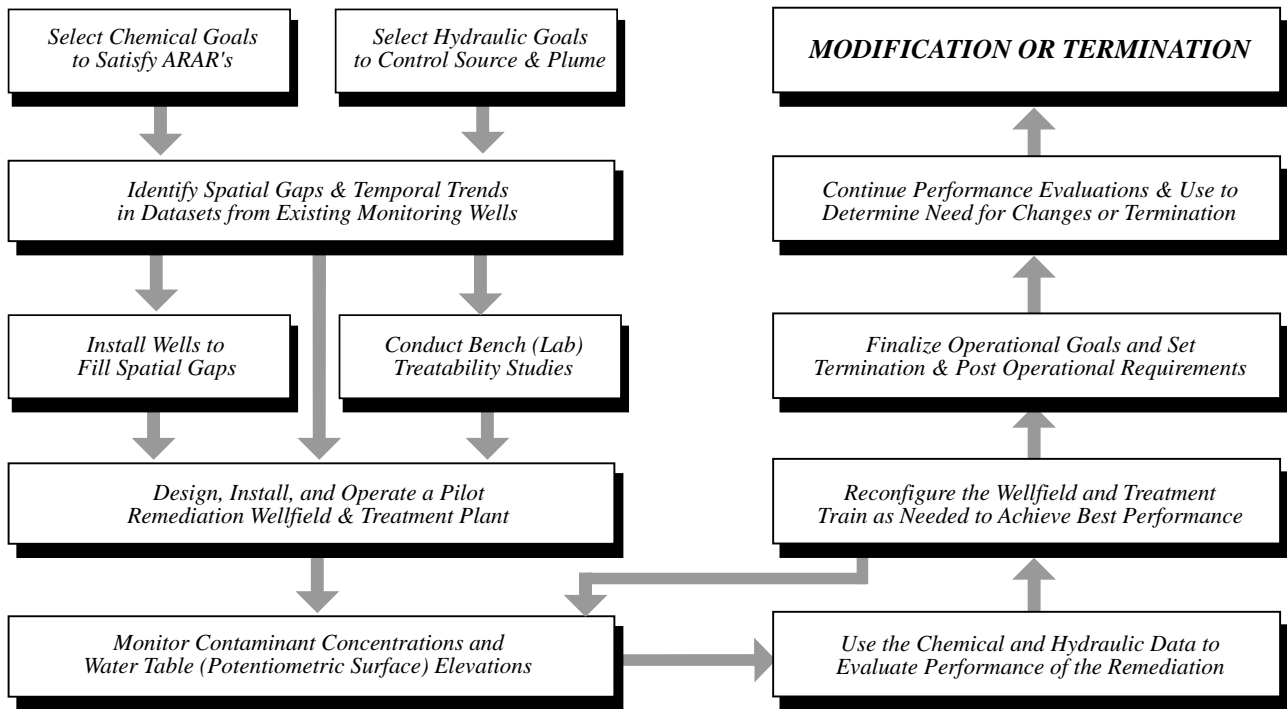 Select Chemical Goals
to Satisfy ARAR's
Select Hydraulic Goals
to Control Source & Plume
Identify Spatial Gaps & Temporal Trends
in Datasets from Existing Monitoring Wells
Install Wells to
Fill Spatial Gaps
Conduct Bench (Lab)
Treatability Studies
Design, Install, and Operate a Pilot
Remediation Wellfield & Treatment Plant
Monitor Contaminant Concentrations and
Water Table (Potentiometric Surface) Elevations
Use the Chemical and Hydraulic Data to
Evaluate Performance of the Remediation
Reconfigure the Wellfield and Treatment
Train as Needed to Achieve Best Performance
Finalize Operational Goals and Set
Termination & Post Operational Requirements
Continue Performance Evaluations & Use to
Determine Need for Changes or Termination
MODIFICATION OR TERMINATION